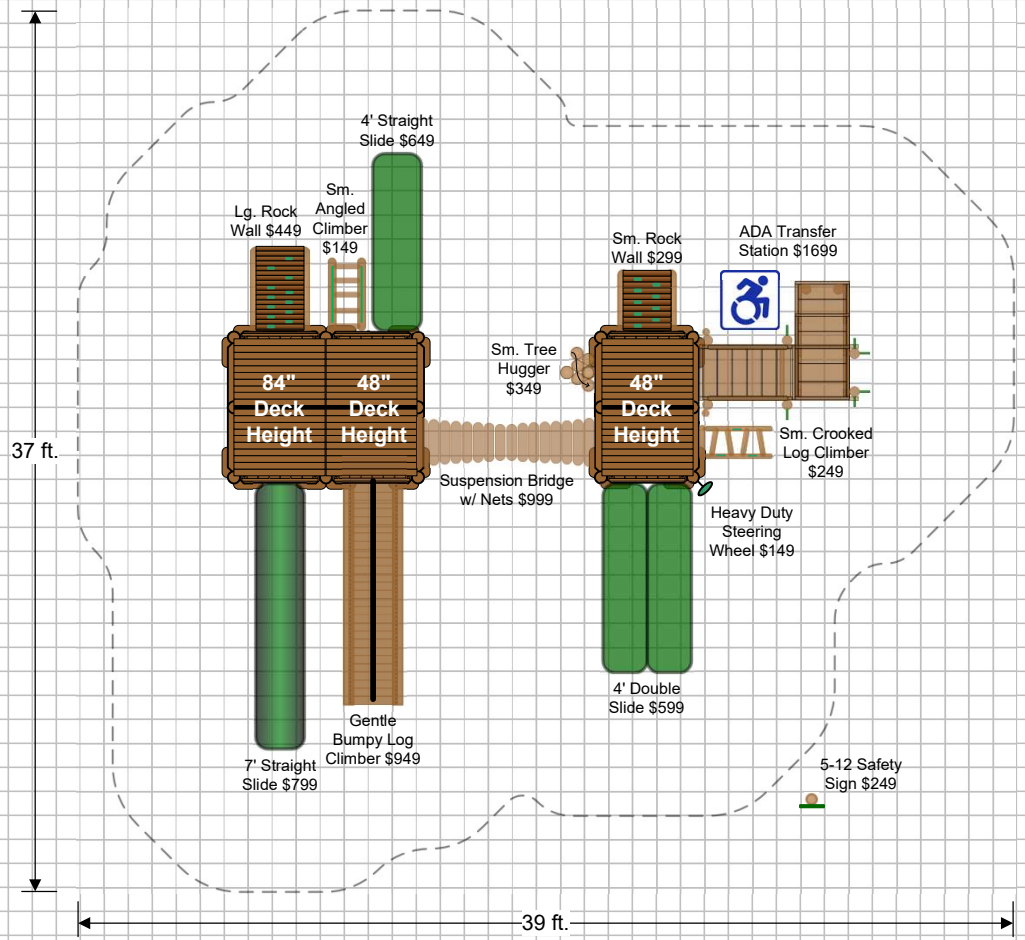 4' Straight
Slide $649
Sm.
Angled
Climber
$149
Lg. Rock
Wall $449
Sm. Rock
Wall $299
ADA Transfer
Station $1699
Sm. Tree
Hugger
$349
84"
Deck
Height
48"
Deck
Height
48"
Deck
Height
37 ft.
Sm. Crooked
Log Climber
$249
Suspension Bridge
w/ Nets $999
Heavy Duty
Steering
Wheel $149
4' Double
Slide $599
Gentle
Bumpy Log
Climber $949
7' Straight
Slide $799
5-12 Safety
Sign $249
39 ft.